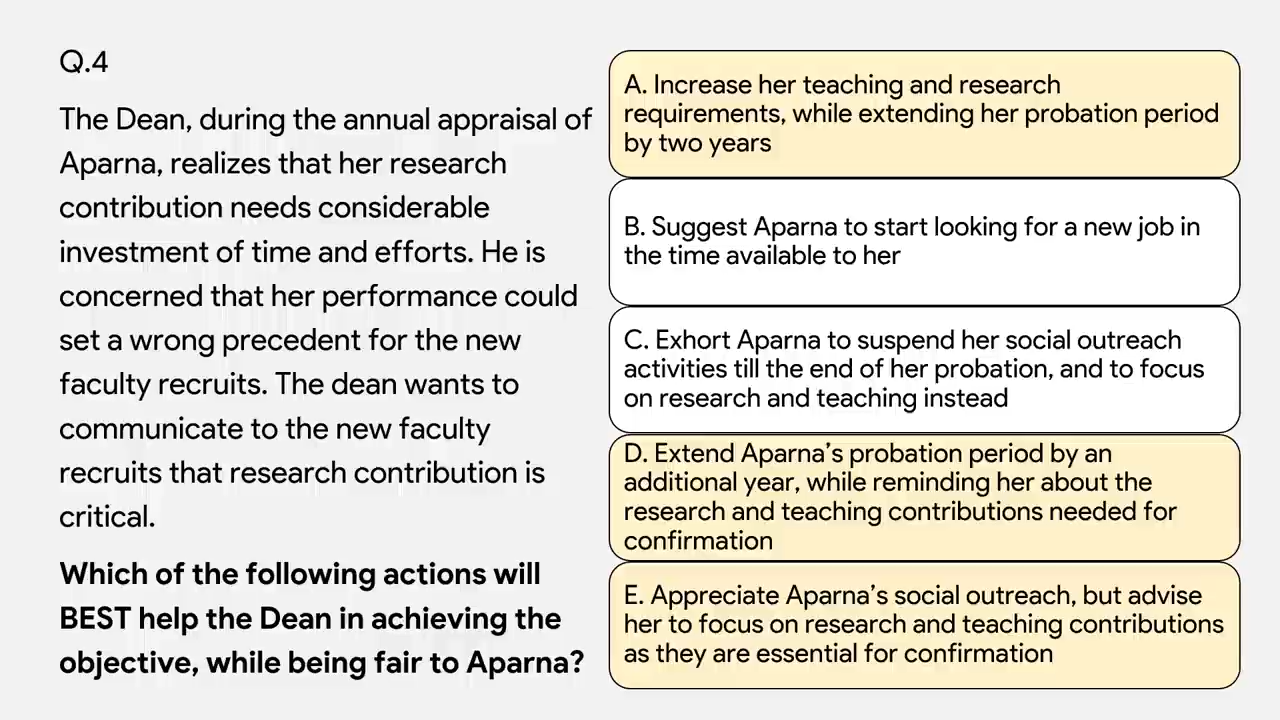 Q.4
The Dean, during the annual appraisal of
Aparna, realizes that her research
contribution needs considerable
investment of time and efforts. He is
concerned that her performance could
set a wrong precedent for the new
faculty recruits. The dean wants to
communicate to the new faculty
recruits that research contribution is
critical.
Which of the following actions will
BEST help the Dean in achieving the
objective, while being fair to Aparna?
A. Increase her teaching and research
requirements, while extending her probation period
by two years
B. Suggest Aparna to start looking for a new job in
the time available to her
C. Exhort Aparna to suspend her social outreach
activities till the end of her probation, and to focus
on research and teaching instead
D. Extend Aparna’s probation period by an
additional year, while reminding her about the
research and teaching contributions needed for
confirmation
E. Appreciate Aparna’s social outreach, but advise
her to focus on research and teaching contributions
as they are essential for confirmation